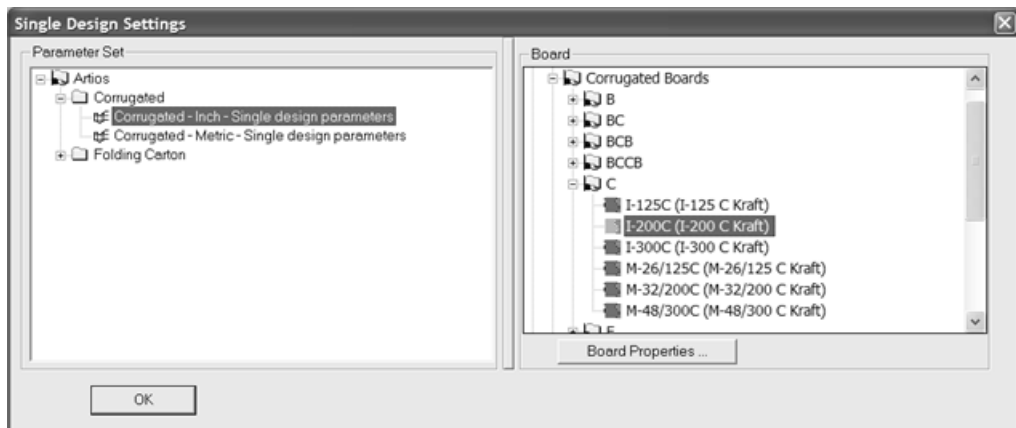 Single Design Settings
Parameter Set
Artios
Corrugated
Corrugated - Inch - Single design parameters
Corrugated - Metric - Single design parameters
Folding Carton
Board
Corrugated Boards
B
BC
BCB
BCCB
C
I-125C (I-125 C Kraft)
I-200C (I-200 C Kraft)
I-300C (I-300 C Kraft)
M-26/125C (M-26/125 C Kraft)
M-32/200C (M-32/200 C Kraft)
M-48/300C (M-48/300 C Kraft)
Board Properties ...
OK